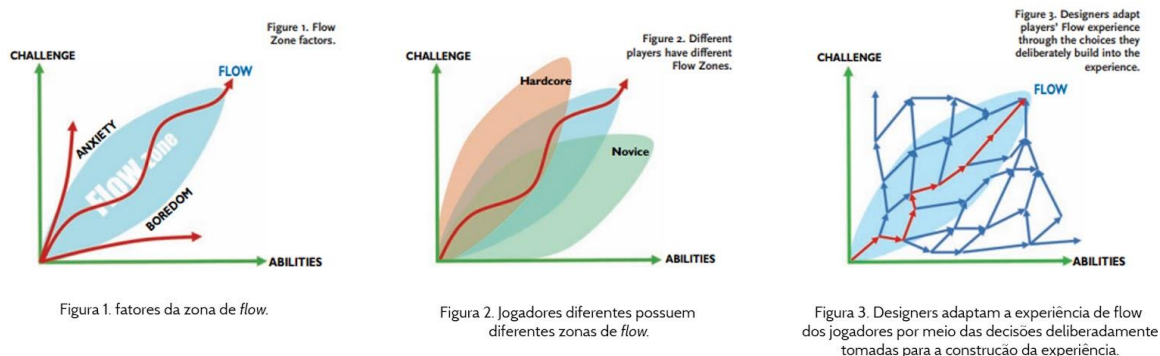 Figure 1. Flow
Zone factors.
CHALLENGE
FLOW
ANXIETY
Flow zone
BOREDOM
ABILITIES
Figura 1. fatores da zona de flow.
Figure 2. Different
players have different
Flow Zones.
CHALLENGE
Hardcore
Novice
ABILITIES
Figura 2. Jogadores diferentes possuem
diferentes zonas de flow.
Figure 3. Designers adapt
players' Flow experience
through the choices they
deliberately build into the
experience.
CHALLENGE
FLOW
ABILITIES
Figura 3. Designers adaptam a experiência de flow
dos jogadores por meio das decisões deliberadamente
tomadas para a construção da experiência.